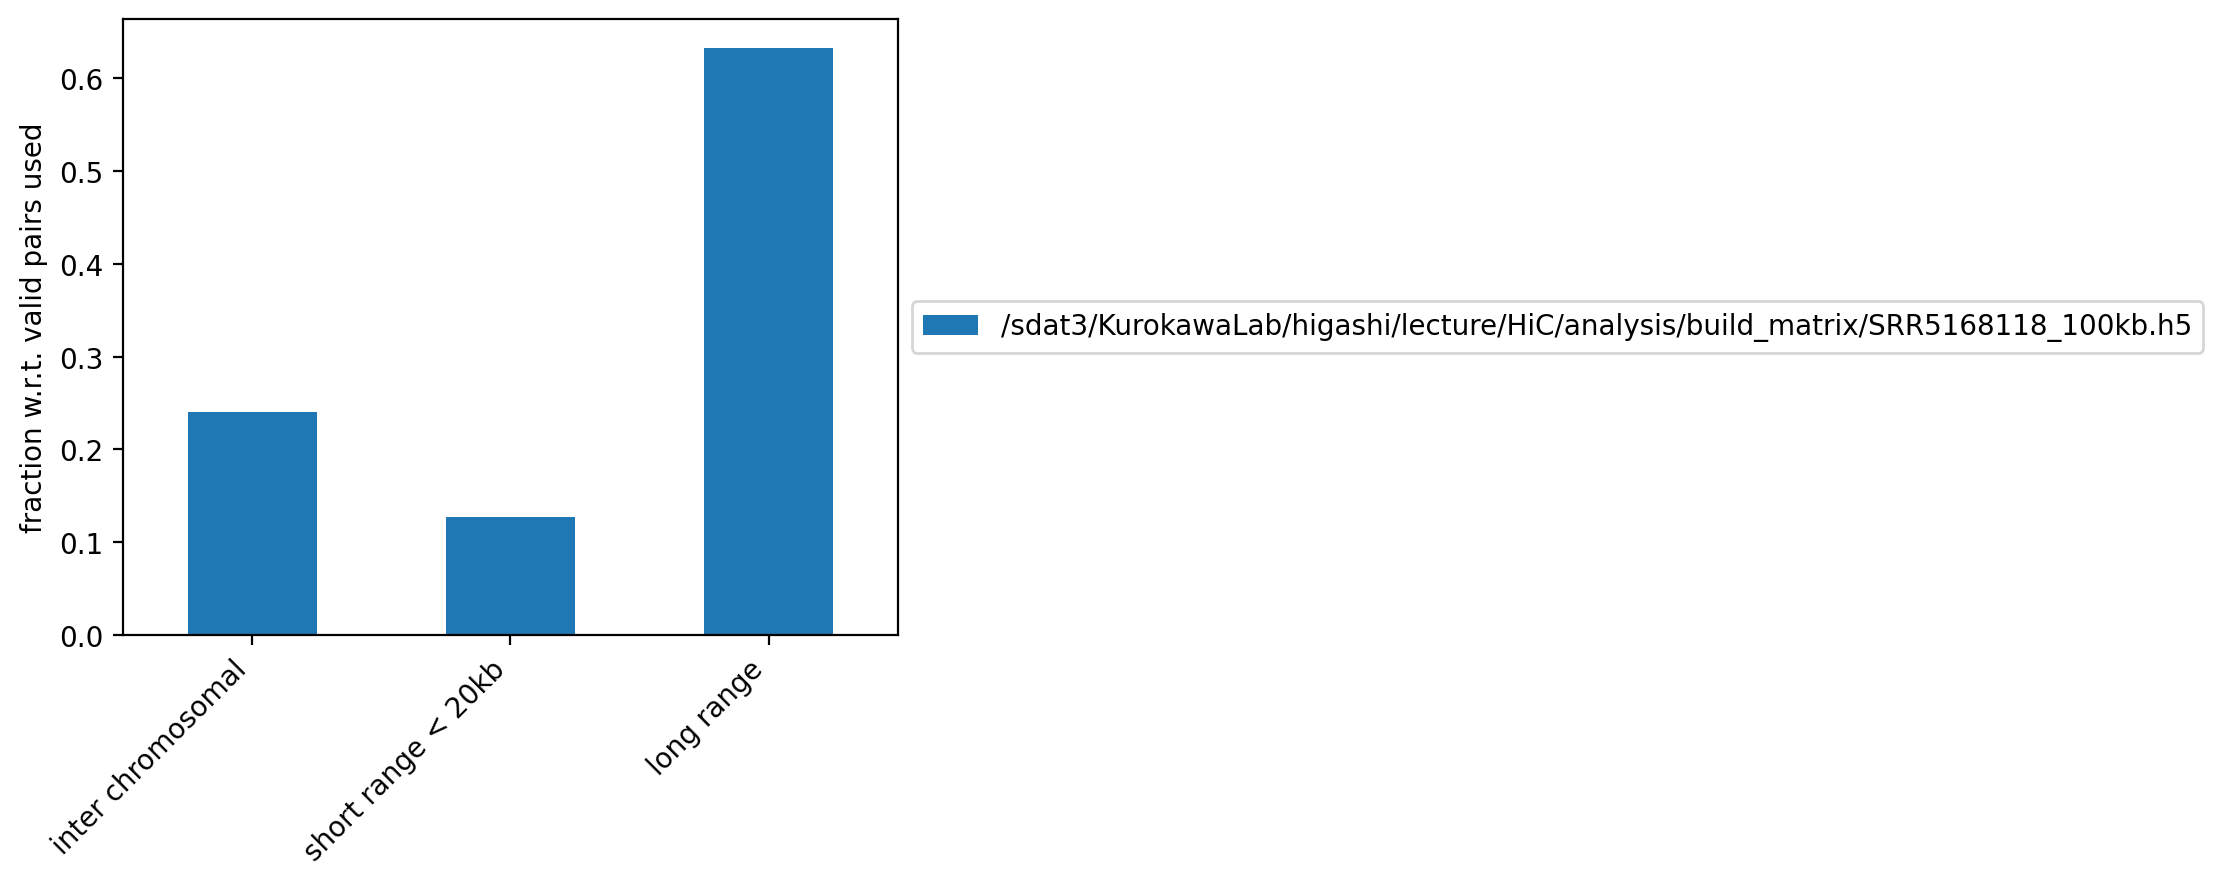 fraction w.r.t. valid pairs used
0.6
0.5
0.4
0.3
0.2
0.1
0.0
inter chromosomal
short range < 20kb
long range
/sdat3/KurokawaLab/higashi/lecture/HiC/analysis/build_matrix/SRR5168118_100kb.h5